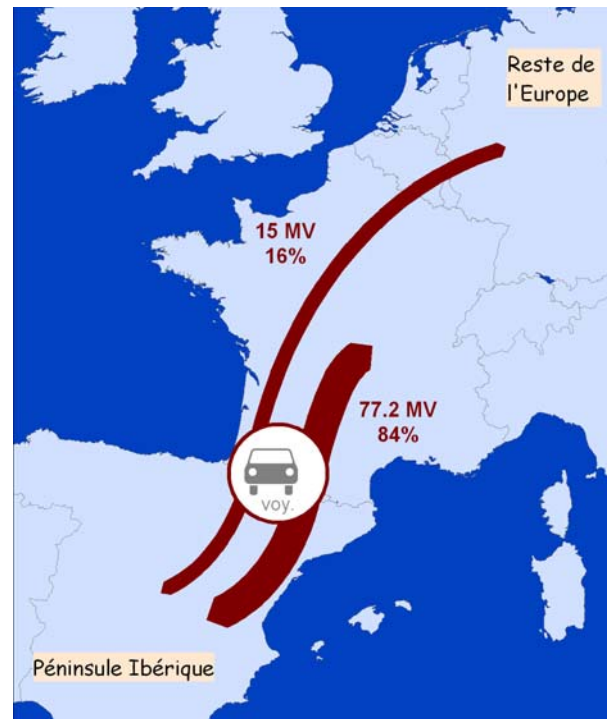 Reste de
l'Europe
15 MV
16%
77.2 MV
84%
voy.
Péninsule Ibérique